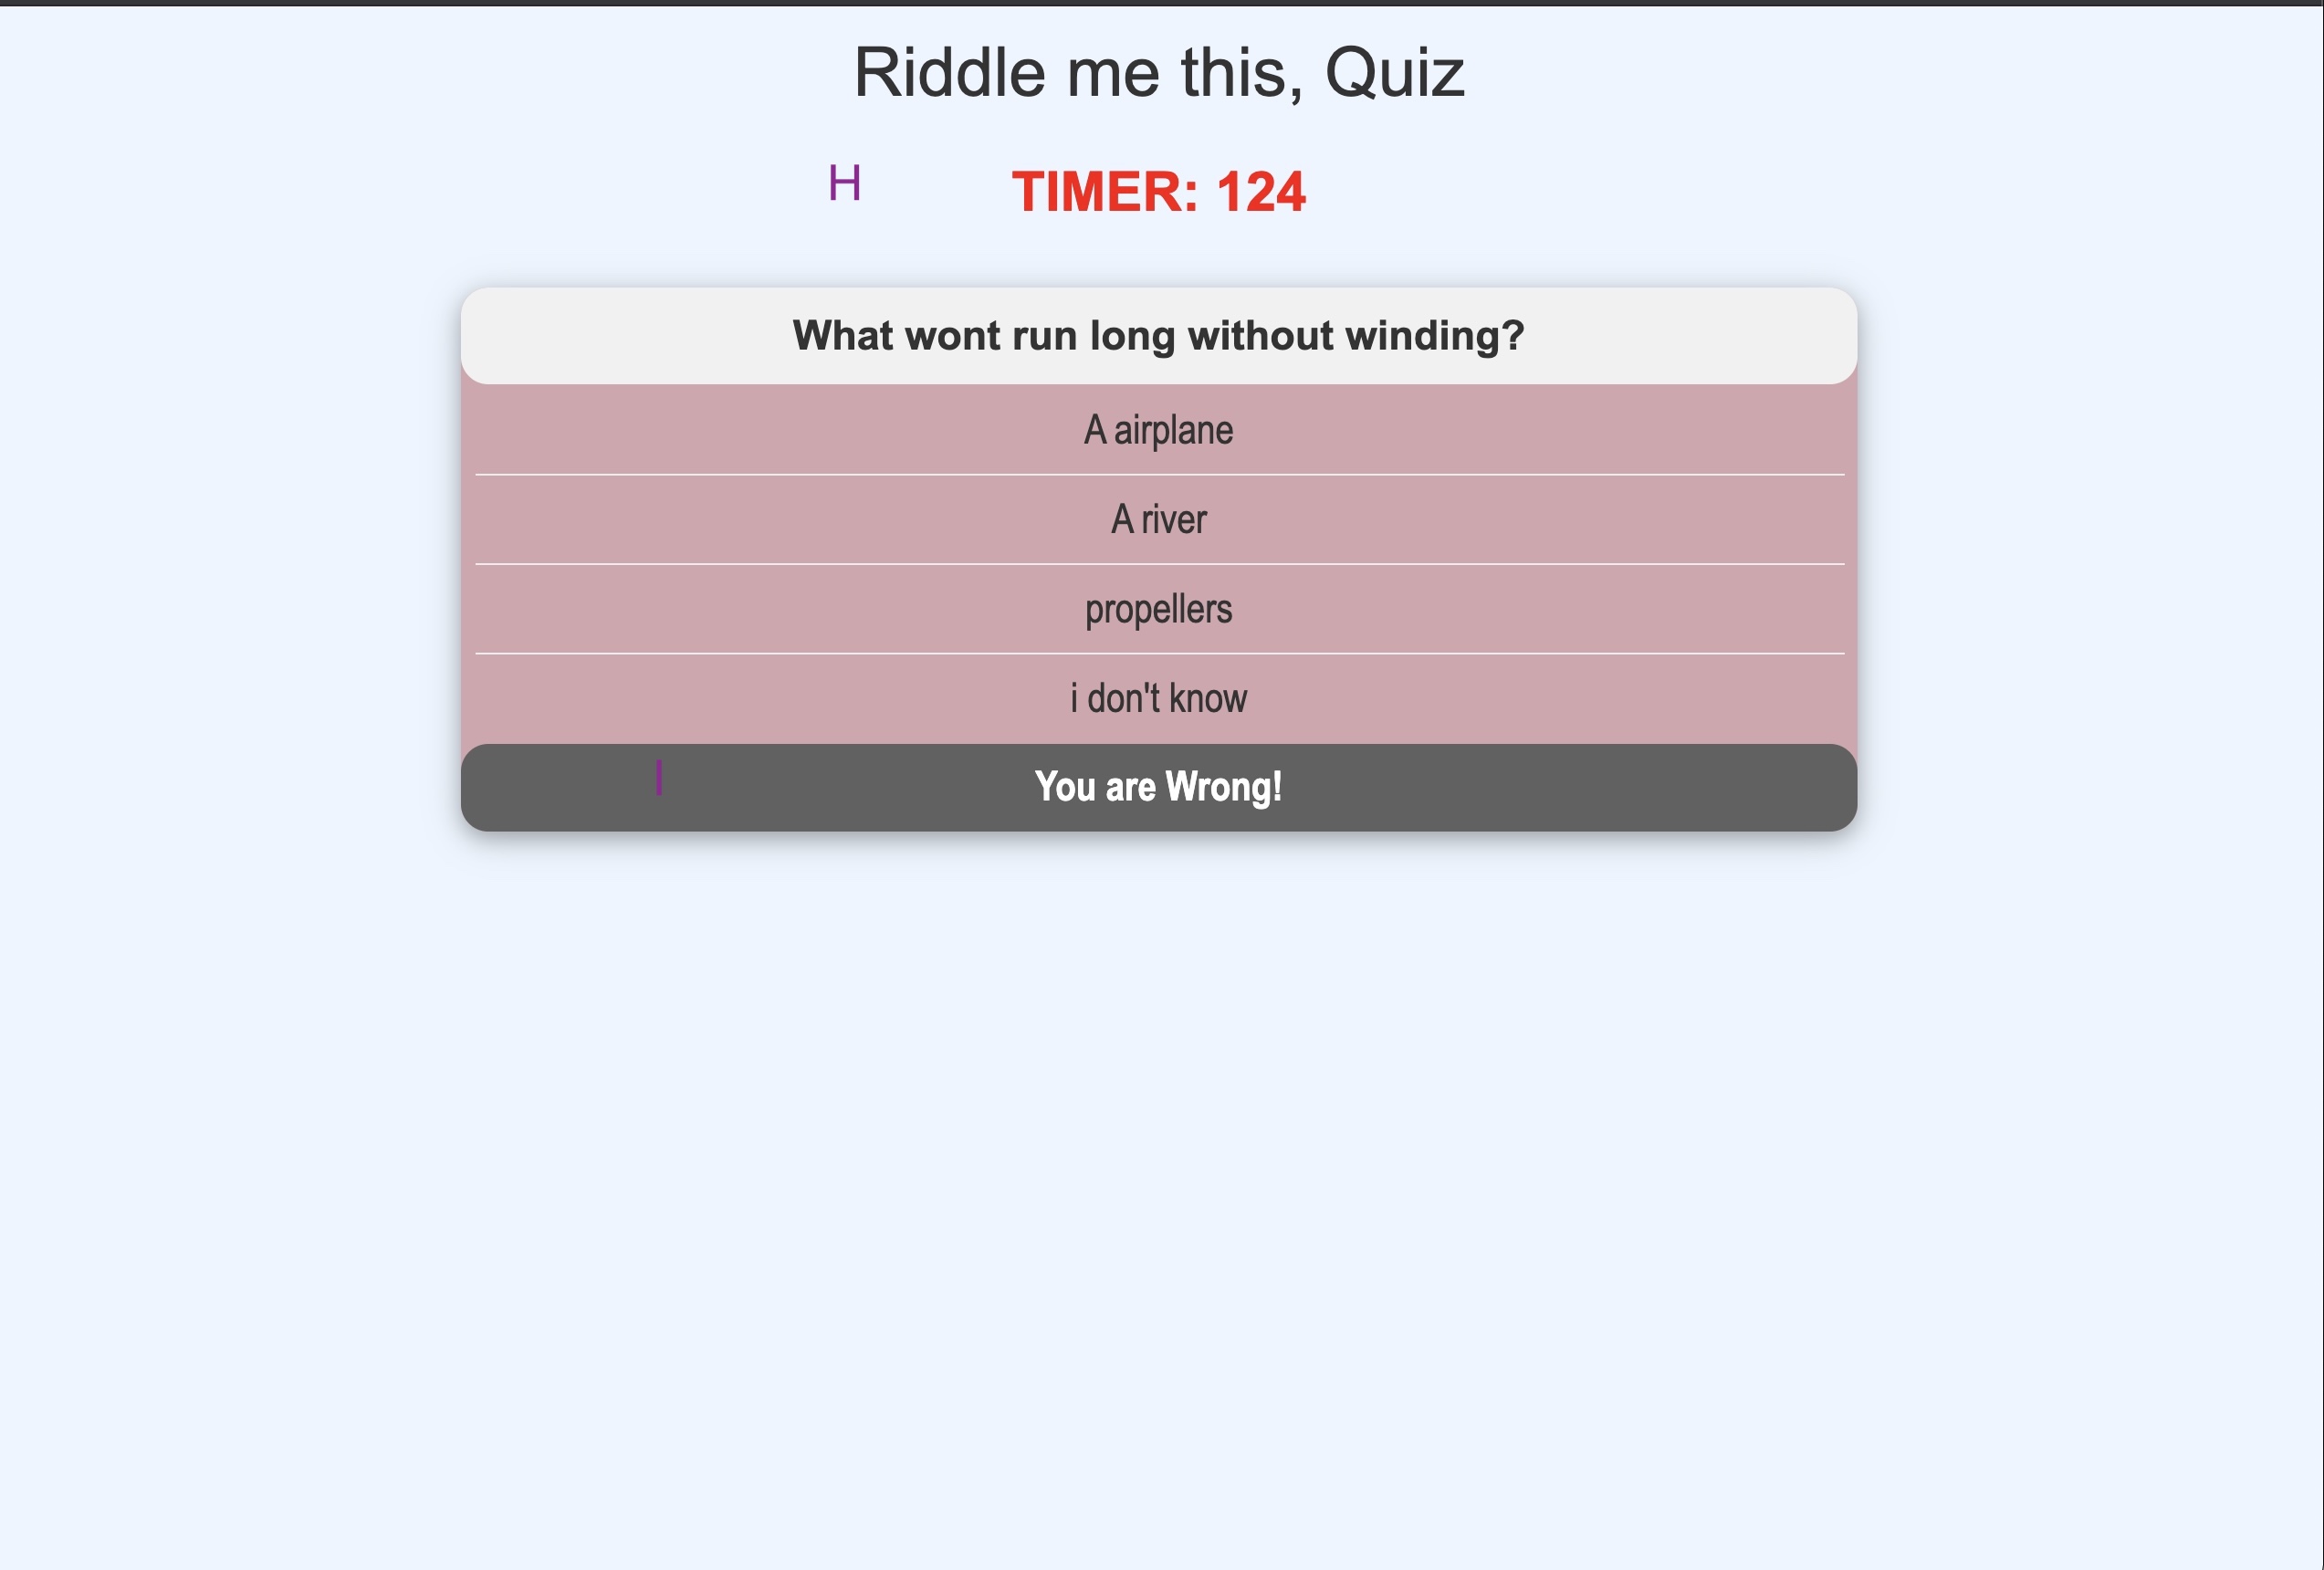 Riddle me this, Quiz
H
TIMER: 124
What wont run long without winding?
A airplane
A river
propellers
i don't know
I
You are Wrong!